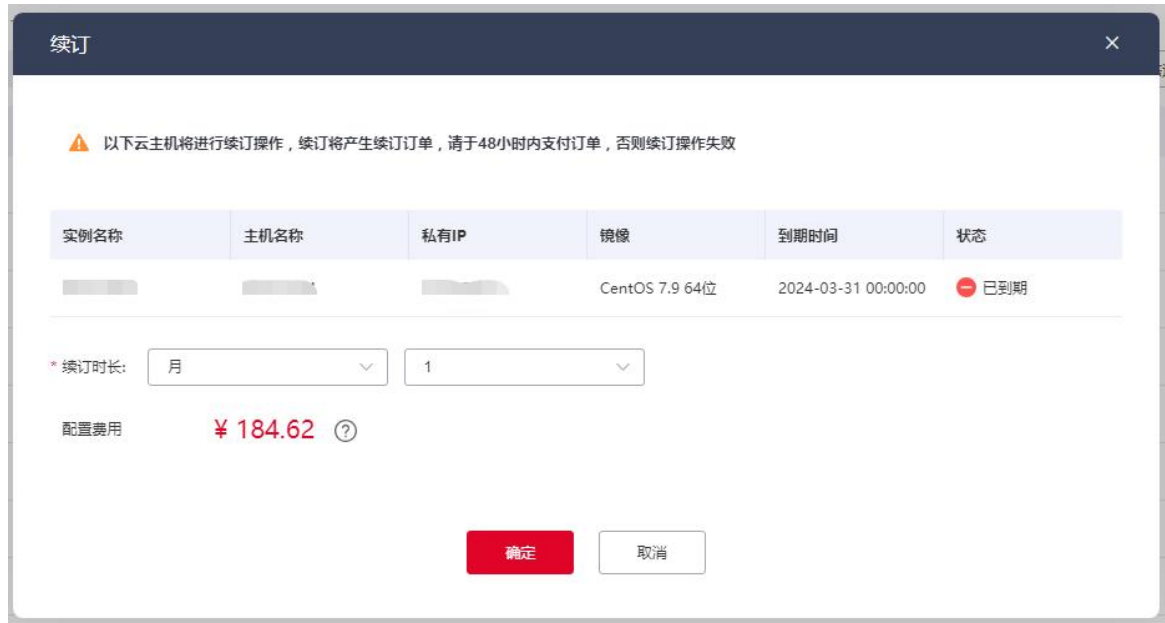 续订
以下云主机将进行续订操作，续订将产生续订订单，请于48小时内支付订单，否则续订操作失败
实例名称 主机名称 私有IP 镜像 到期时间 状态
CentOS 7.9 64位 2024-03-31 00:00:00 已到期
* 续订时长: 月 1
配置费用 ¥ 184.62 ?
确定 取消